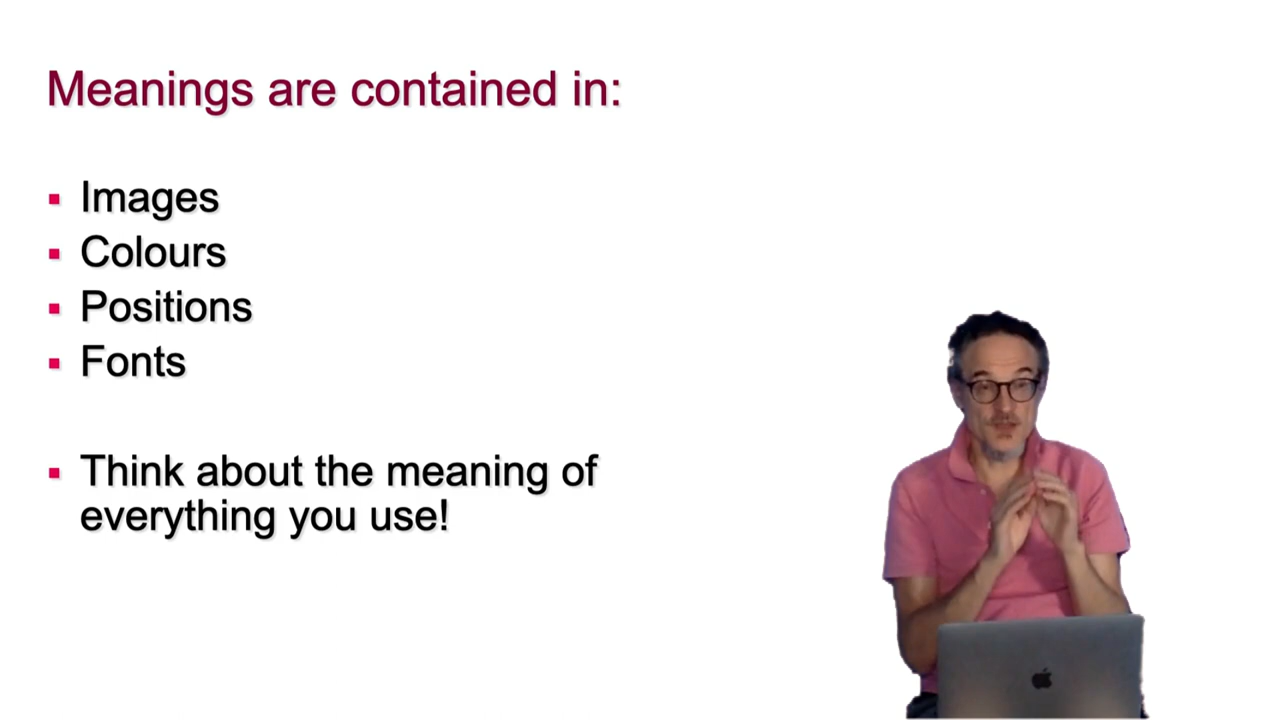 Meanings are contained in:
Images
Colours
Positions
Fonts
Think about the meaning of
everything you use!